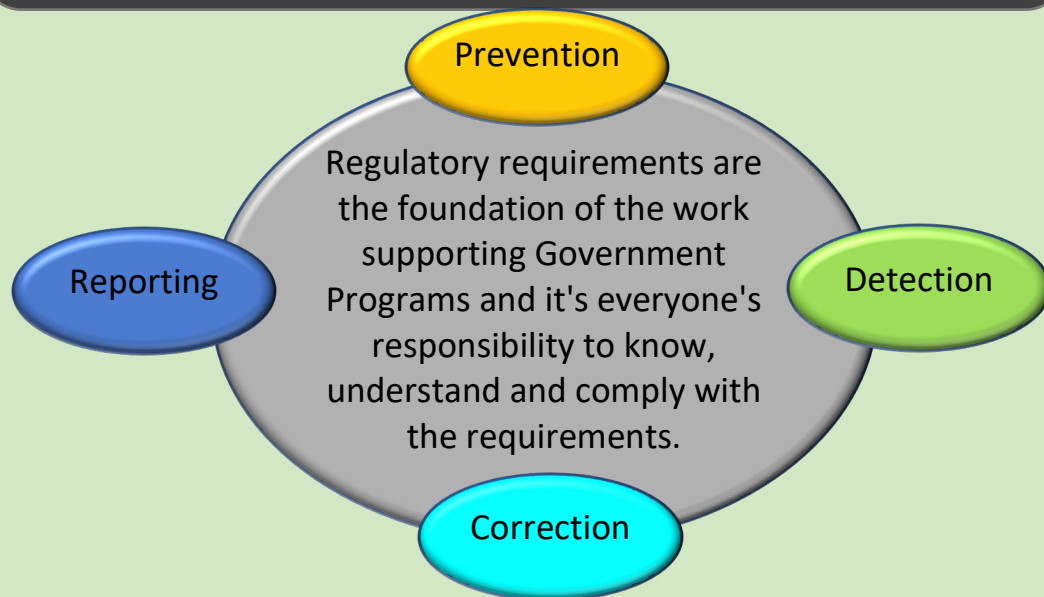 Prevention
Regulatory requirements are
the foundation of the work
supporting Government
Programs and it's everyone's
responsibility to know,
understand and comply with
the requirements.
Reporting
Detection
Correction